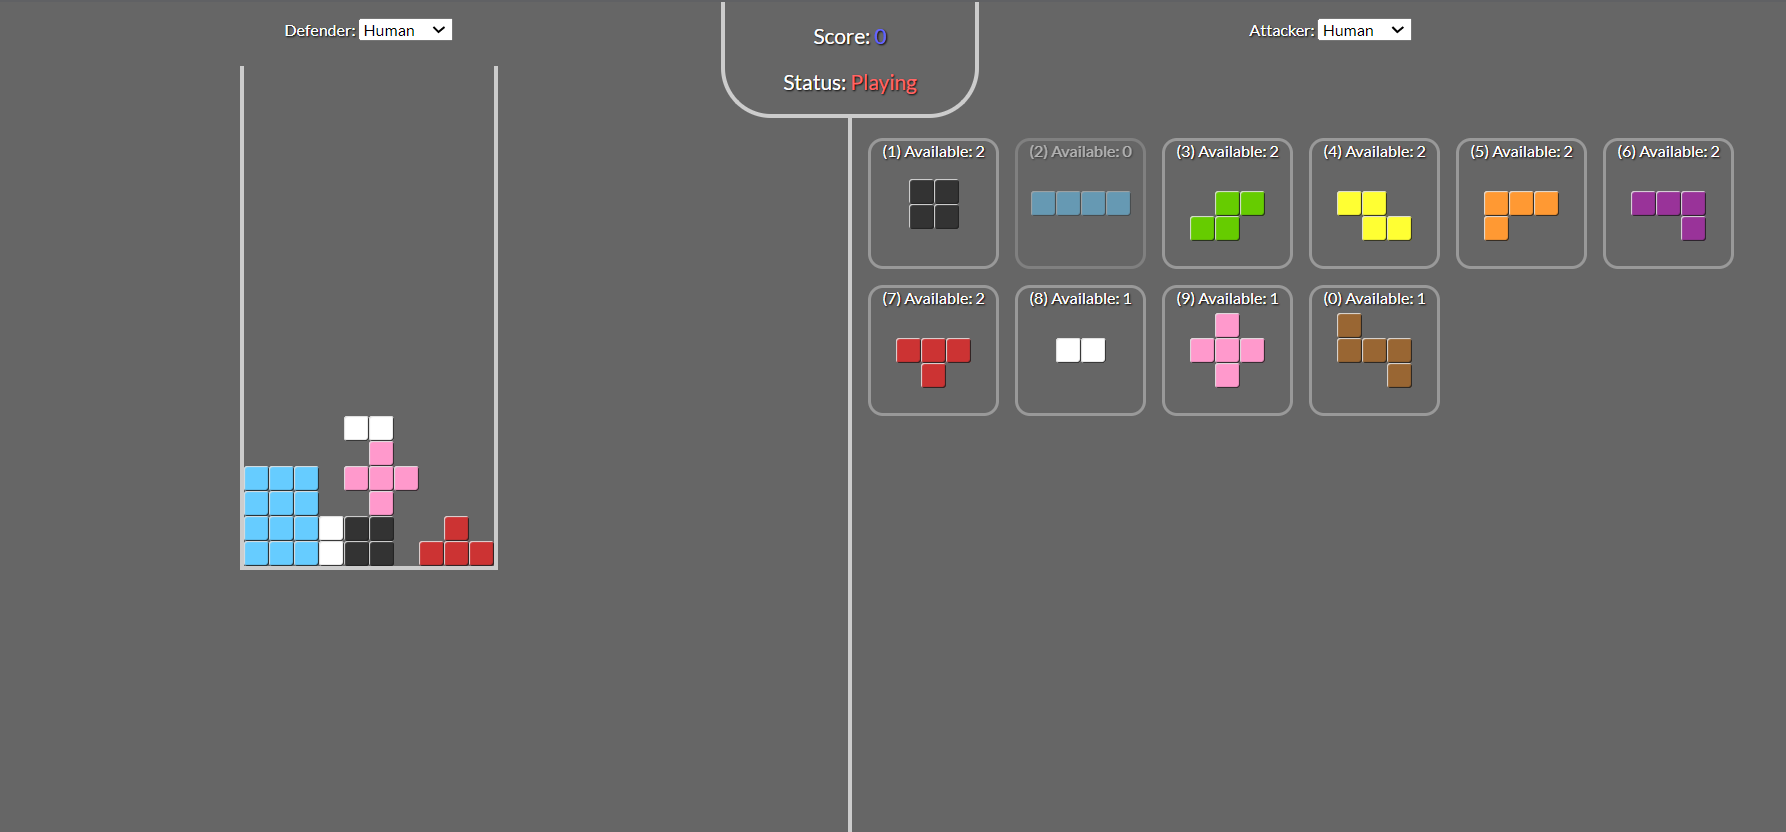 Defender: Human
Score: 0
Status: Playing
Attacker: Human
(1) Available: 2
(2) Available: 0
(3) Available: 2
(4) Available: 2
(5) Available: 2
(6) Available: 2
(7) Available: 2
(8) Available: 1
(9) Available: 1
(0) Available: 1